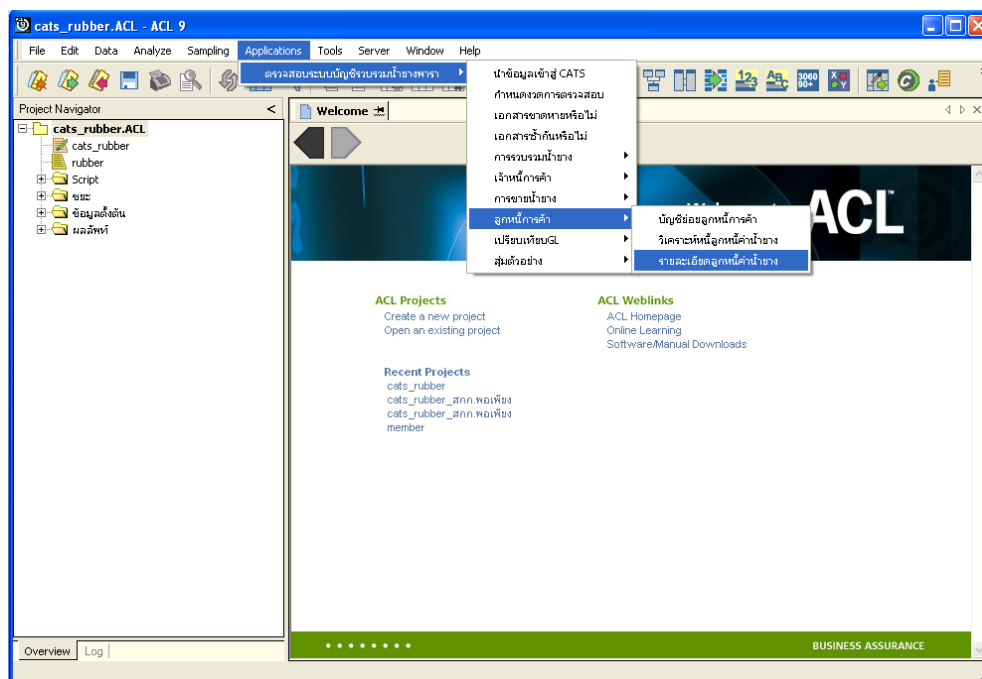 cats_rubber.ACL - ACL 9
File Edit Data Analyze Sampling Applications Tools Server Window Help
ตรวจสอบระบบบัญชีรวบรวมน้ำยางพารา
นำข้อมูลเข้าสู่ CATS
กำหนดงวดการตรวจสอบ
เอกสารขาดหายหรือไม่
เอกสารซ้ำกันหรือไม่
การรวบรวมน้ำยาง
เจ้าหนี้การค้า
การขายน้ำยาง
ลูกหนี้การค้า
เปรียบเทียบGL
สุ่มตัวอย่าง
บัญชีย่อยลูกหนี้การค้า
วิเคราะห์หนี้ลูกหนี้ค่าน้ำยาง
รายละเอียดลูกหนี้ค่าน้ำยาง
Project Navigator <
cats_rubber.ACL
cats_rubber
rubber
Script
ขยะ
ข้อมูลตั้งต้น
ผลลัพท์
Welcome
ACL™
ACL Projects
Create a new project
Open an existing project
ACL Weblinks
ACL Homepage
Online Learning
Software/Manual Downloads
Recent Projects
cats_rubber
cats_rubber_สกก.พอเพียง
cats_rubber_สกก.พอเพียง
member
BUSINESS ASSURANCE
Overview Log